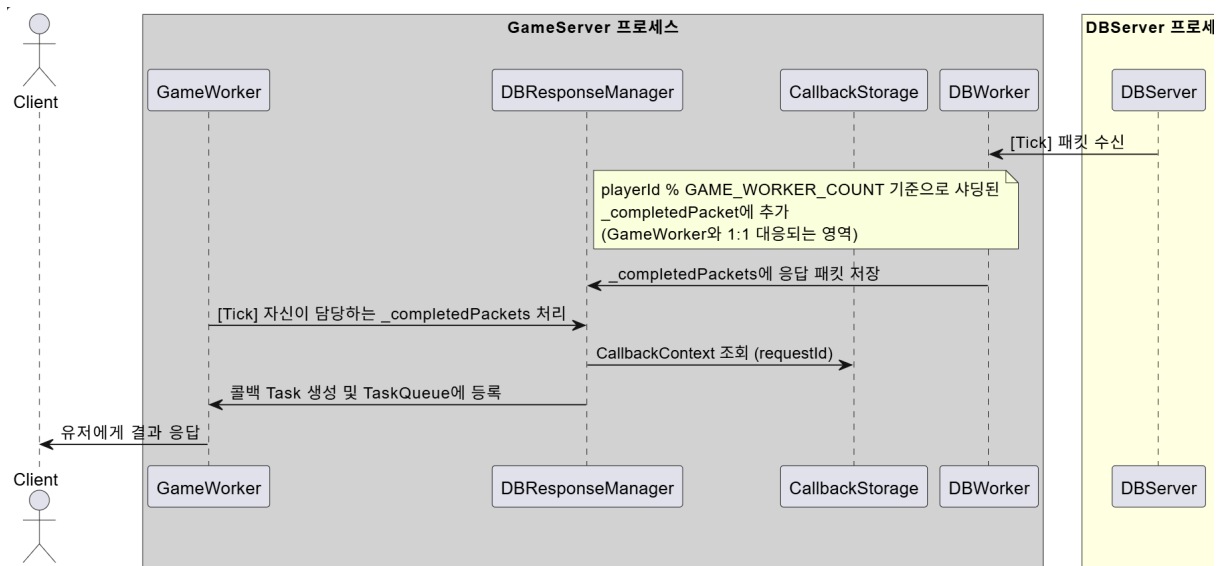 GameServer 프로세스
DBServer 프로세
Client
GameWorker
DBResponseManager
CallbackStorage
DBWorker
DBServer
[Tick] 패킷 수신
playerId % GAME_WORKER_COUNT 기준으로 샤딩된
_completedPacket에 추가
(GameWorker와 1:1 대응되는 영역)
_completedPackets에 응답 패킷 저장
[Tick] 자신이 담당하는 _completedPackets 처리
CallbackContext 조회 (requestId)
콜백 Task 생성 및 TaskQueue에 등록
유저에게 결과 응답
Client
GameWorker
DBResponseManager
CallbackStorage
DBWorker
DBServer